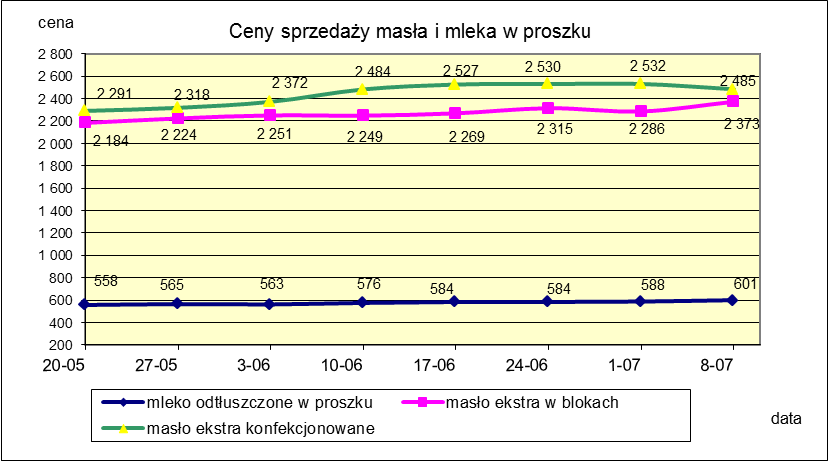 cena
Ceny sprzedaży masła i mleka w proszku
2 800
2 600
2 400
2 200
2 000
1 800
1 600
1 400
1 200
1 000
800
600
400
200
2 291 2 318 2 372 2 484 2 527 2 530 2 532 2 485
2 184 2 224 2 251 2 249 2 269 2 315 2 286 2 373
558 565 563 576 584 584 588 601
20-05 27-05 3-06 10-06 17-06 24-06 1-07 8-07
mleko odtłuszczone w proszku masło ekstra w blokach
masło ekstra konfekcjonowane
data